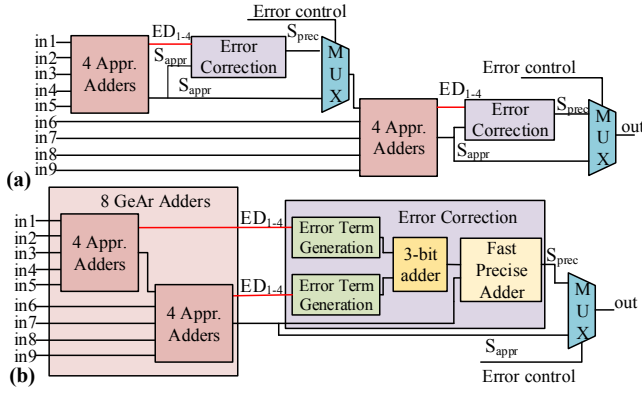 Error control
in1
in2
in3
in4
in5
in6
in7
in8
in9
4 Appr.
Adders
ED1-4
Sappr
Sappr
Error
Correction
Sprec
M
U
X
Error control
4 Appr.
Adders
ED1-4
Sappr
Error
Correction
Sprec
M
U
X
out
(a)
8 GeAr Adders
in1
in2
in3
in4
in5
in6
in7
in8
in9
4 Appr.
Adders
4 Appr.
Adders
ED1-4
ED1-4
Error Correction
Error Term
Generation
Error Term
Generation
3-bit
adder
Fast
Precise
Adder
Sprec
M
U
X
out
Sappr
Error control
(b)